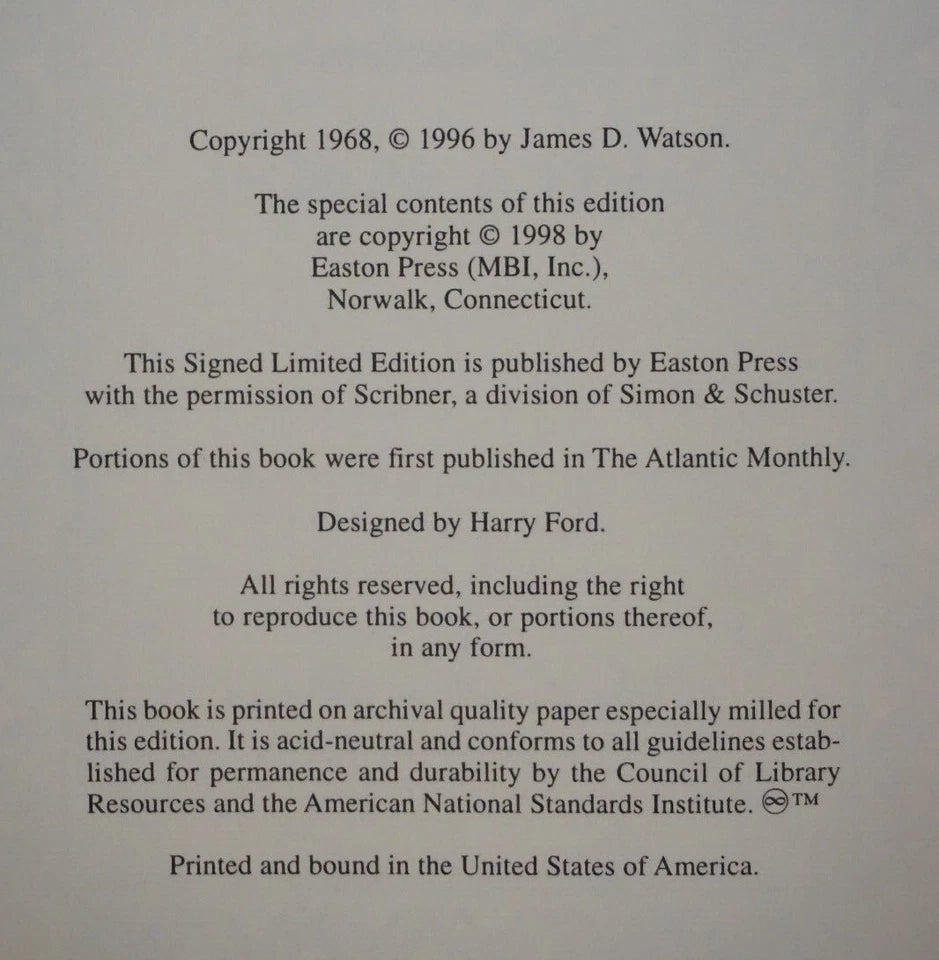 Copyright 1968, © 1996 by James D. Watson.
The special contents of this edition
are copyright © 1998 by
Easton Press (MBI, Inc.),
Norwalk, Connecticut.
This Signed Limited Edition is published by Easton Press
with the permission of Scribner, a division of Simon & Schuster.
Portions of this book were first published in The Atlantic Monthly.
Designed by Harry Ford.
All rights reserved, including the right
to reproduce this book, or portions thereof,
in any form.
This book is printed on archival quality paper especially milled for
this edition. It is acid-neutral and conforms to all guidelines estab-
lished for permanence and durability by the Council of Library
Resources and the American National Standards Institute. ♾™
Printed and bound in the United States of America.